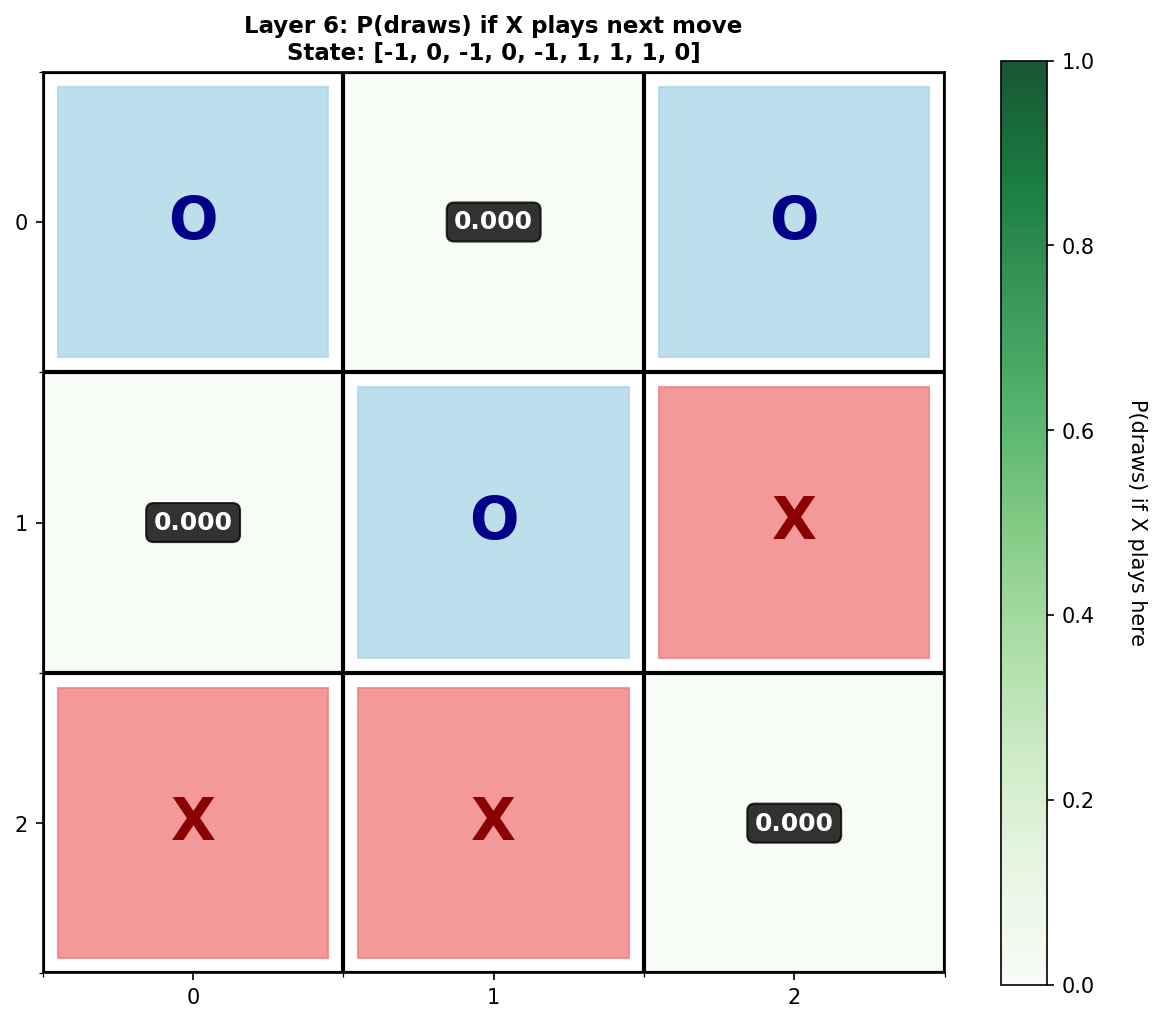 Layer 6: P(draws) if X plays next move
State: [-1, 0, -1, 0, -1, 1, 1, 1, 0]
0
O
0.000
O
1
0.000
O
X
2
X
X
0.000
0
1
2
1.0
0.8
0.6
0.4
0.2
0.0
P(draws) if X plays here